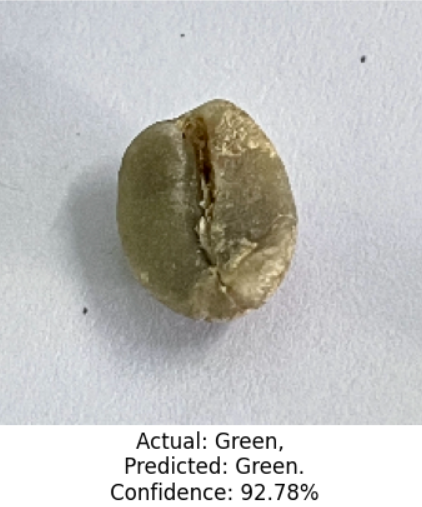 Actual: Green,
Predicted: Green.
Confidence: 92.78%